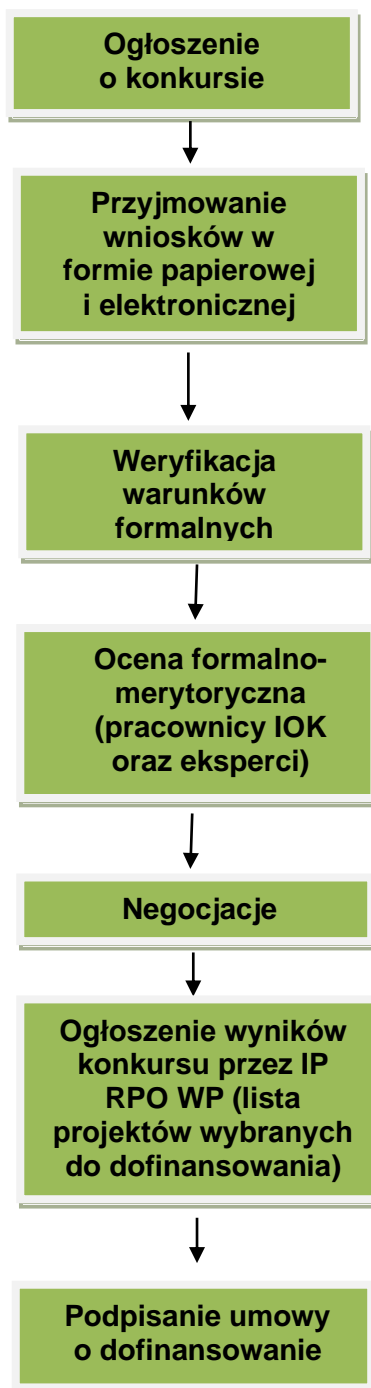 Ogłoszenie
o konkursie
Przyjmowanie
wniosków w
formie papierowej
i elektronicznej
Weryfikacja
warunków
formalnych
Ocena formalno-
merytoryczna
(pracownicy IOK
oraz eksperci)
Negocjacje
Ogłoszenie wyników
konkursu przez IP
RPO WP (lista
projektów wybranych
do dofinansowania)
Podpisanie umowy
o dofinansowanie